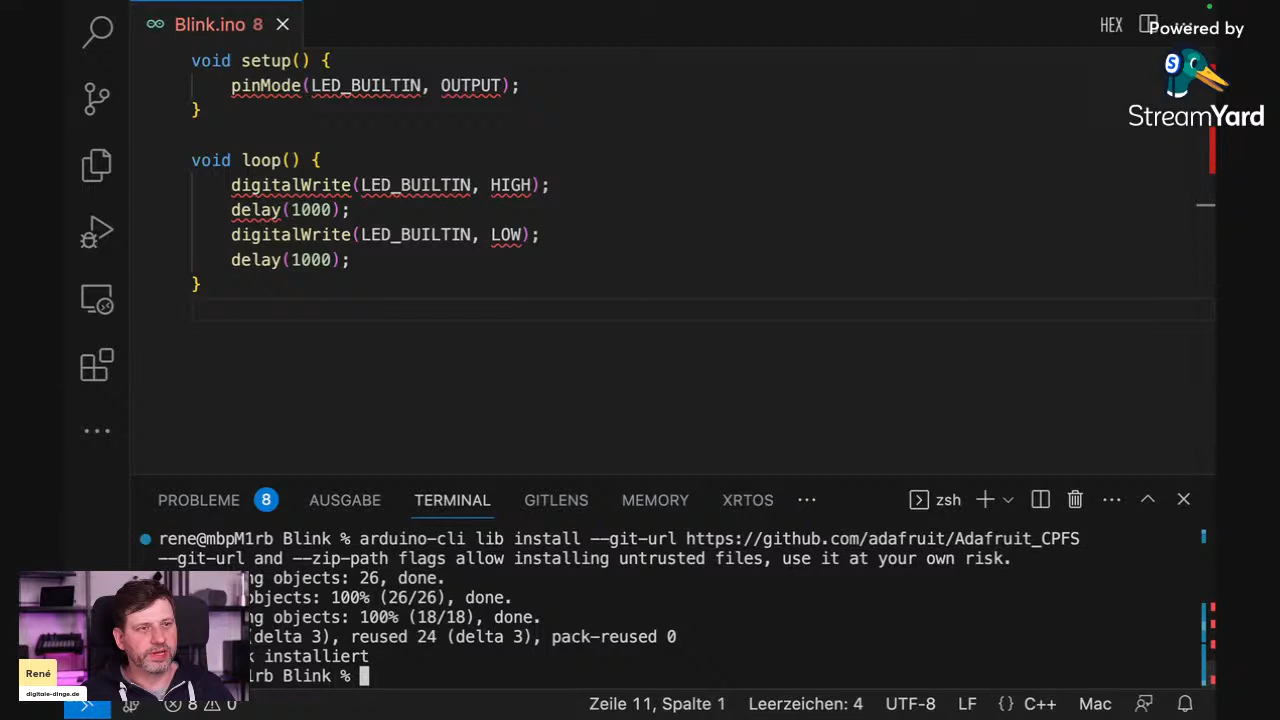 Blink.ino 8
HEX
Powered by
StreamYard
void setup() {
pinMode(LED_BUILTIN, OUTPUT);
}
void loop() {
digitalWrite(LED_BUILTIN, HIGH);
delay(1000);
digitalWrite(LED_BUILTIN, LOW);
delay(1000);
}
PROBLEME 8 AUSGABE TERMINAL GITLENS MEMORY XRTOS ... zsh
rene@mbpM1rb Blink % arduino-cli lib install --git-url https://github.com/adafruit/Adafruit_CPFS
--git-url and --zip-path flags allow installing untrusted files, use it at your own risk.
objects: 26, done.
objects: 100% (26/26), done.
objects: 100% (18/18), done.
(delta 3), reused 24 (delta 3), pack-reused 0
installiert
Blink %
René
digitale-dinge.de
8 0 Zeile 11, Spalte 1 Leerzeichen: 4 UTF-8 LF {} C++ Mac